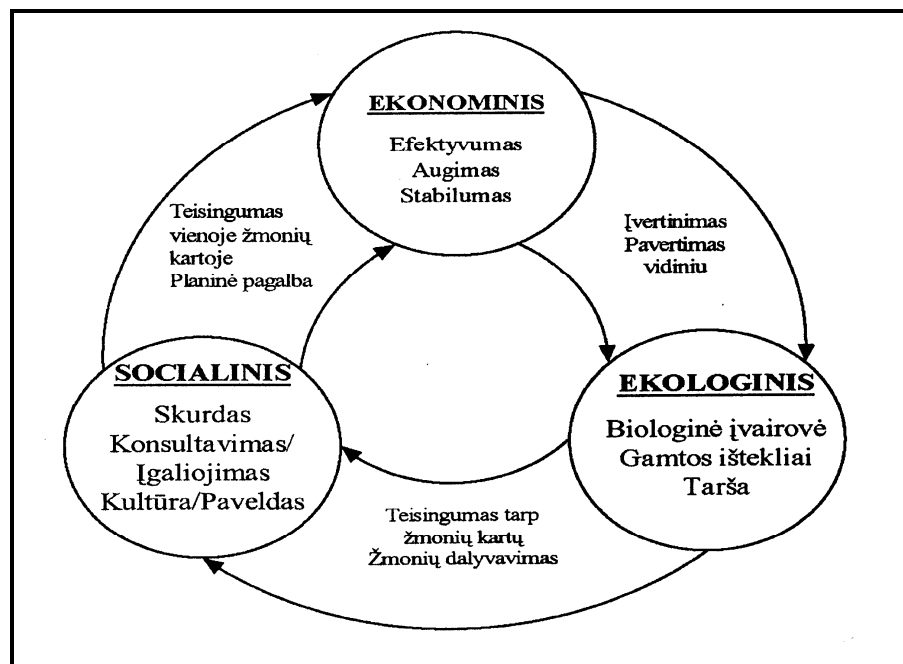 EKONOMINIS
Efektyvumas
Augimas
Stabilumas
Teisingumas
vienoje žmonių
kartoje
Planinė pagalba
Įvertinimas
Pavertimas
vidiniu
SOCIALINIS
Skurdas
Konsultavimas/
Įgaliojimas
Kultūra/Paveldas
EKOLOGINIS
Biologinė įvairovė
Gamtos ištekliai
Tarša
Teisingumas tarp
žmonių kartų
Žmonių dalyvavimas